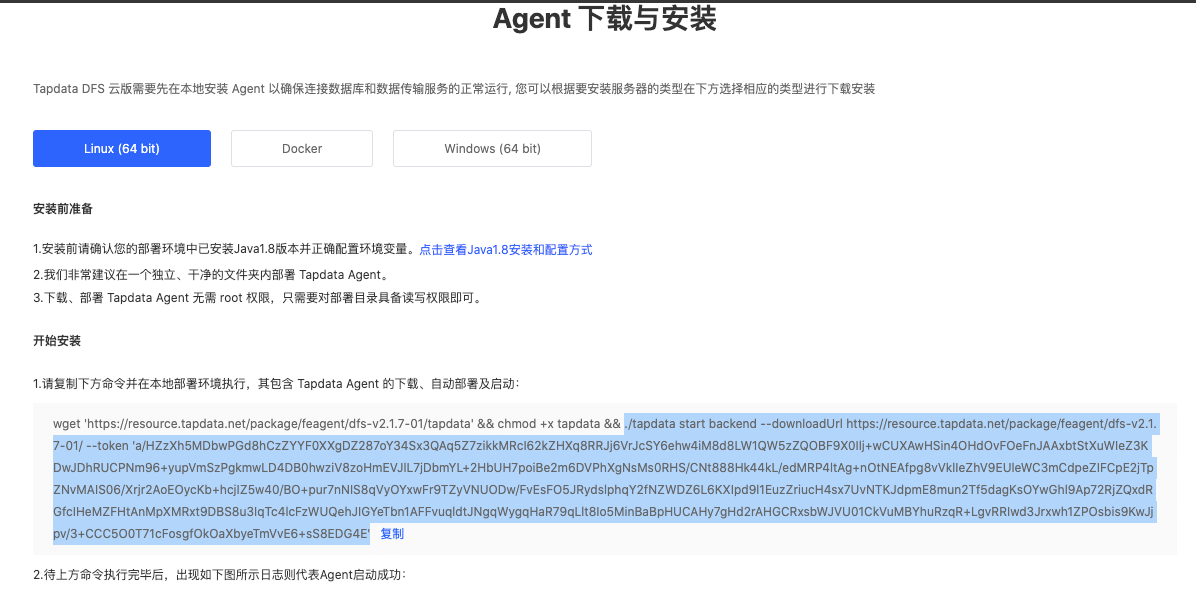 Agent 下载与安装
Tapdata DFS 云版需要先在本地安装 Agent 以确保连接数据库和数据传输服务的正常运行, 您可以根据要安装服务器的类型在下方选择相应的类型进行下载安装
Linux (64 bit)
Docker
Windows (64 bit)
安装前准备
1.安装前请确认您的部署环境中已安装Java1.8版本并正确配置环境变量。点击查看Java1.8安装和配置方式
2.我们非常建议在一个独立、干净的文件夹内部署 Tapdata Agent。
3.下载、部署 Tapdata Agent 无需 root 权限，只需要对部署目录具备读写权限即可。
开始安装
1.请复制下方命令并在本地部署环境执行，其包含 Tapdata Agent 的下载、自动部署及启动：
wget 'https://resource.tapdata.net/package/feagent/dfs-v2.1.7-01/tapdata' && chmod +x tapdata && ./tapdata start backend --downloadUrl https://resource.tapdata.net/package/feagent/dfs-v2.1.
7-01/ --token 'a/HZzXh5MDbwPGd8hCzZYYF0XXgDZ287oY34Sx3QAq5Z7zikkMRcI62kZHXq8RRJj6VrJcSY6ehw4iM8d8LW1QW5zZQOBF9X0Ilj+wCUXAwHSin4OHdOvFOeFnJAAxbtStXuWIeZ3K
DwJDhRUCPNm96+yupVmSzPgkmwLD4DB0hwziV8zoHmEVJlL7jDbmYL+2HbUH7poiBe2m6DVPhXgNsMs0RHS/CNt888Hk44kL/edMRP4ltAg+nOtNEAfpg8vVklIeZhV9EUleWC3mCdpeZIFCpE2jTp
ZNvMAIS06/Xrjr2AoEOycKb+hcjIZ5w40/BO+pur7nNIS8qVyOYxwFr9TZyVNUODw/FvEsFO5JRydslphqY2fNZWDZ6L6KXIpd9l1EuzZriucH4sx7UvNTKJdpmE8mun2Tf5dagKsOYwGhl9Ap72RjZQxdR
GfcIHeMZFHtAnMpXMRxt9DBS8u3IqTc4lcFzWUQehJlGYeTbn1AFFvuqIdtJNgqWygqHaR79qLlt8Io5MinBaBpHUCAHy7gHd2rAHGCRxsbWJVU01CkVuMBYhuRzqR+LgvRRIwd3Jrxwh1ZPOsbis9KwJj
pv/3+CCC5O0T71cFosgfOkOaXbyeTmVvE6+sS8EDG4E' 复制
2.待上方命令执行完毕后，出现如下图所示日志则代表Agent启动成功：